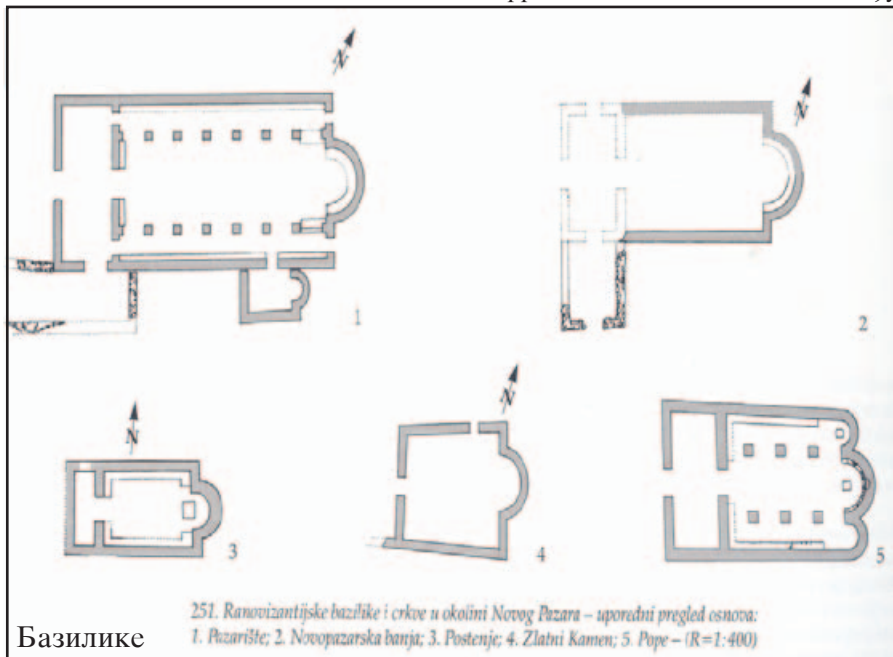 N
N
1
2
N
N
3
4
5
251. Ranovizantijske bazilike i crkve u okolini Novog Pazara – uporedni pregled osnova:
1. Pazarište; 2. Novopazarska banja; 3. Postenje; 4. Zlatni Kamen; 5. Pope – (R=1:400)
Базилике